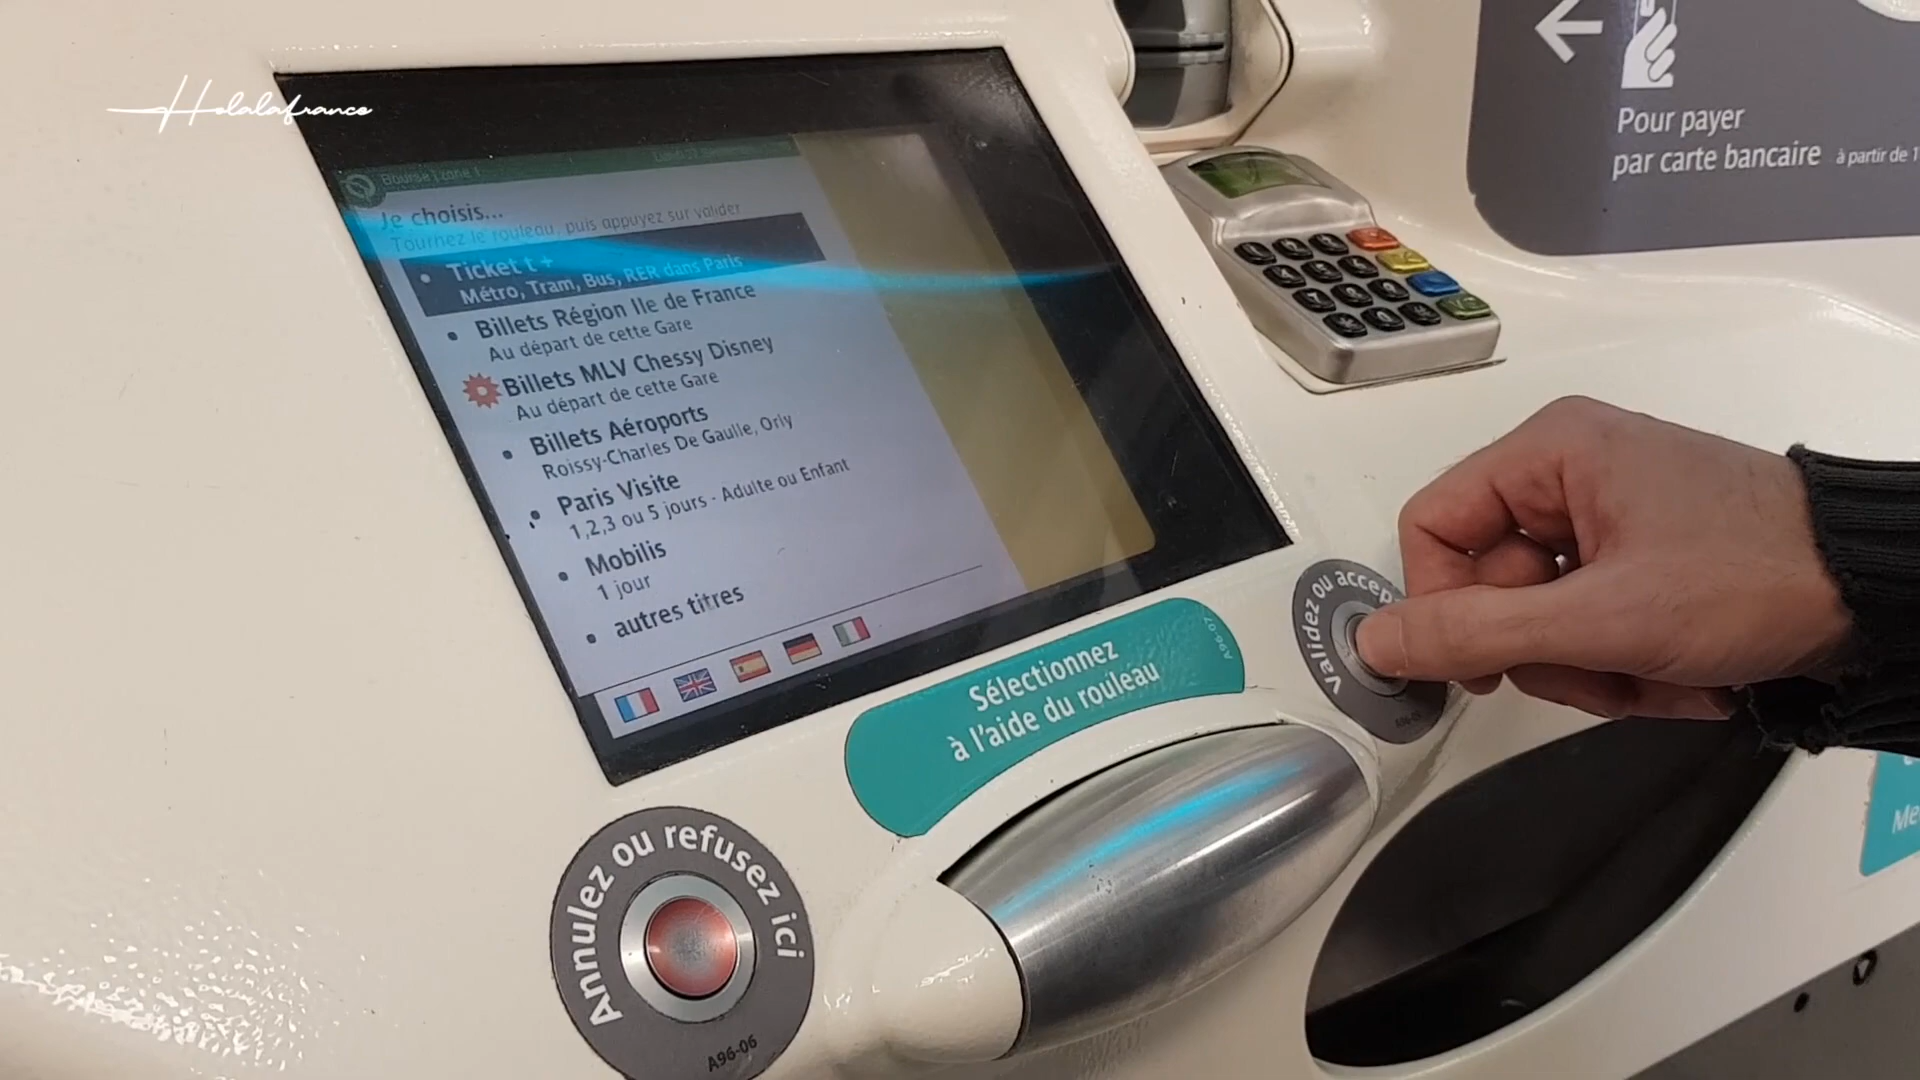 Holalafrance
Bourse | zone 1
Je choisis...
Tournez le rouleau, puis appuyez sur valider
Ticket t +
Métro, Tram, Bus, RER dans Paris
Billets Région Ile de France
Au départ de cette Gare
Billets MLV Chessy Disney
Au départ de cette Gare
Billets Aéroports
Roissy-Charles De Gaulle, Orly
Paris Visite
1,2,3 ou 5 jours - Adulte ou Enfant
Mobilis
1 jour
autres titres
Sélectionnez
à l'aide du rouleau
A96-07
Validez ou accep
Annulez ou refusez ici
A96-06
Pour payer
par carte bancaire à partir de 1
Me